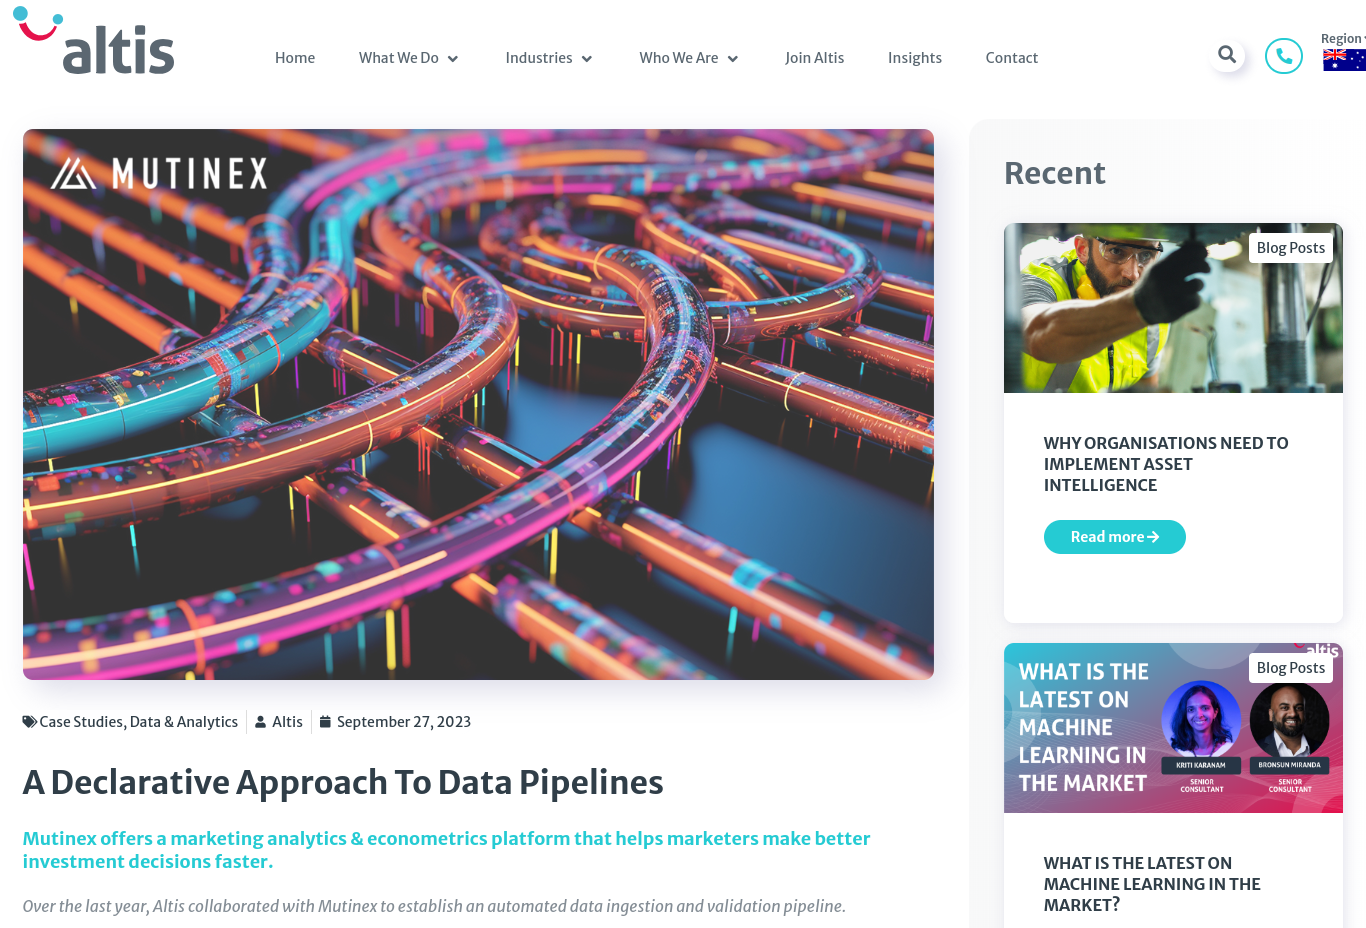 altis
Home
What We Do
Industries
Who We Are
Join Altis
Insights
Contact
Region
MUTINEX
Case Studies, Data & Analytics
Altis
September 27, 2023
A Declarative Approach To Data Pipelines
Mutinex offers a marketing analytics & econometrics platform that helps marketers make better
investment decisions faster.
Over the last year, Altis collaborated with Mutinex to establish an automated data ingestion and validation pipeline.
Recent
Blog Posts
WHY ORGANISATIONS NEED TO
IMPLEMENT ASSET
INTELLIGENCE
Read more
altis
Blog Posts
WHAT IS THE
LATEST ON
MACHINE
LEARNING IN
THE MARKET
KRITI KARANAM
SENIOR
CONSULTANT
BRONSUN MIRANDA
SENIOR
CONSULTANT
WHAT IS THE LATEST ON
MACHINE LEARNING IN THE
MARKET?